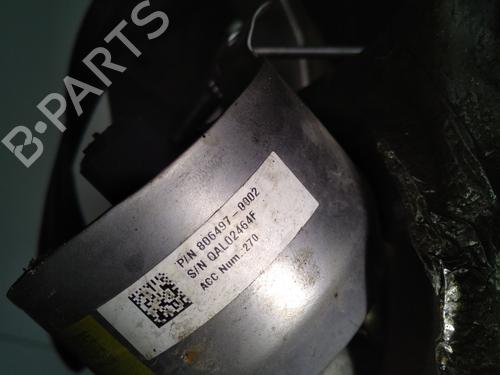 B-PARTS
P/N 806497-0002
S/N QAL02464F
ACC Num.:270